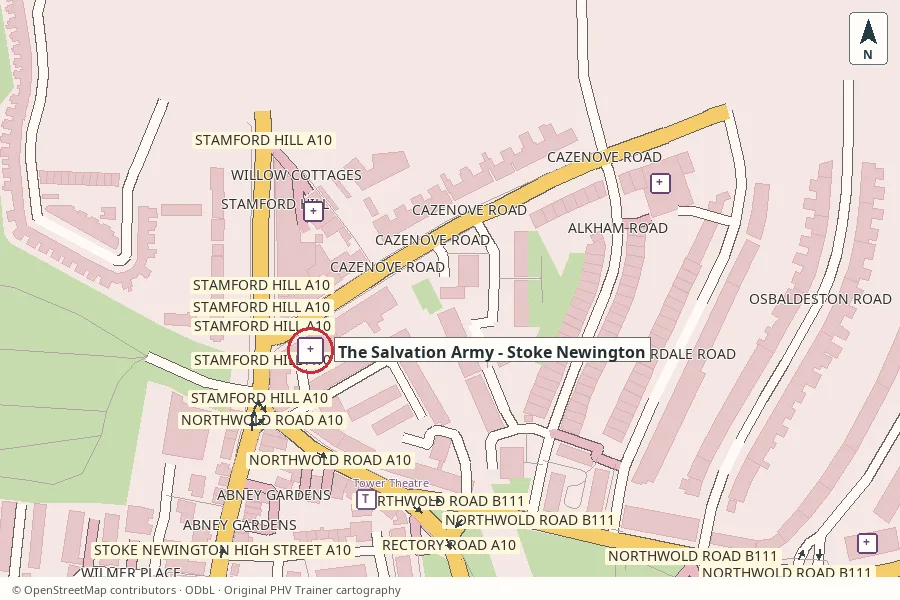 N
STAMFORD HILL A10
CAZENOVE ROAD
WILLOW COTTAGES
STAMFORD HILL
CAZENOVE ROAD
ALKHAM ROAD
CAZENOVE ROAD
CAZENOVE ROAD
STAMFORD HILL A10
OSBALDESTON ROAD
STAMFORD HILL A10
STAMFORD HILL A10
The Salvation Army - Stoke Newington
RDALE ROAD
STAMFORD HILL A10
STAMFORD HILL A10
NORTHWOLD ROAD A10
NORTHWOLD ROAD A10
Tower Theatre
ABNEY GARDENS
T
RTHWOLD ROAD B111
NORTHWOLD ROAD B111
ABNEY GARDENS
RECTORY ROAD A10
STOKE NEWINGTON HIGH STREET A10
NORTHWOLD ROAD B111
WILMER PLACE
NORTHWOLD ROAD B111
© OpenStreetMap contributors · ODbL · Original PHV Trainer cartography